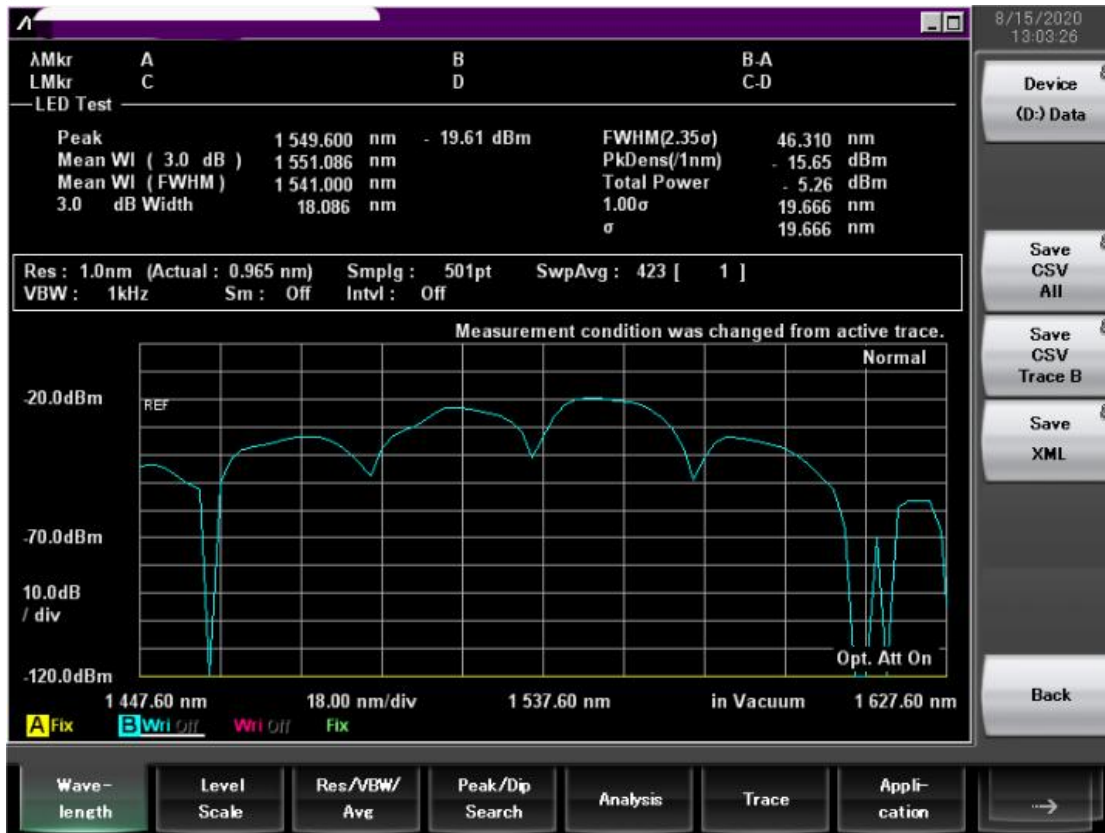 8/15/2020
13:03:26
λMkr A B B-A
LMkr C D C-D
LED Test
Peak 1 549.600 nm - 19.61 dBm FWHM(2.35σ) 46.310 nm
Mean Wl ( 3.0 dB ) 1 551.086 nm PkDens(/1nm) - 15.65 dBm
Mean Wl ( FWHM ) 1 541.000 nm Total Power - 5.26 dBm
3.0 dB Width 18.086 nm 1.00σ 19.666 nm
σ 19.666 nm
Res : 1.0nm (Actual : 0.965 nm) Smplg : 501pt SwpAvg : 423 [ 1 ]
VBW : 1kHz Sm : Off Intvl : Off
Measurement condition was changed from active trace.
Normal
-20.0dBm
REF
-70.0dBm
10.0dB
/ div
Opt. Att On
-120.0dBm
1 447.60 nm 18.00 nm/div 1 537.60 nm in Vacuum 1 627.60 nm
A Fix B Wri Off Wri Off Fix
Device
(D:) Data
Save
CSV
All
Save
CSV
Trace B
Save
XML
Back
Wave-
length
Level
Scale
Res/VBW/
Avg
Peak/Dip
Search
Analysis
Trace
Appli-
cation